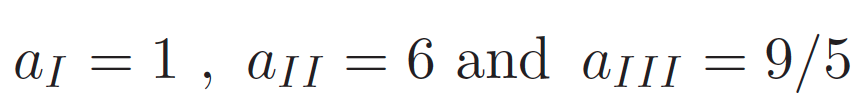 a_I = 1 , a_{II} = 6 and a_{III} = 9/5